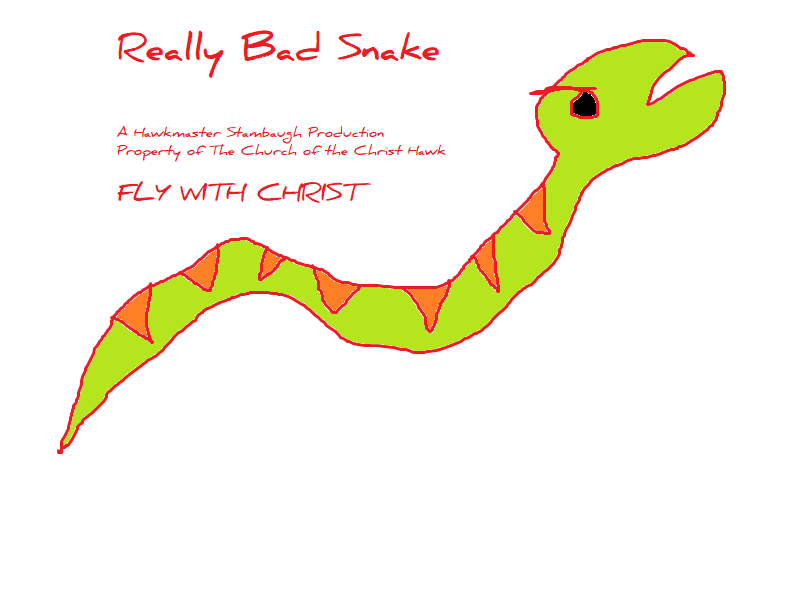 Really Bad Snake
A Hawkmaster Stambaugh Production
Property of The Church of the Christ Hawk
FLY WITH CHRIST